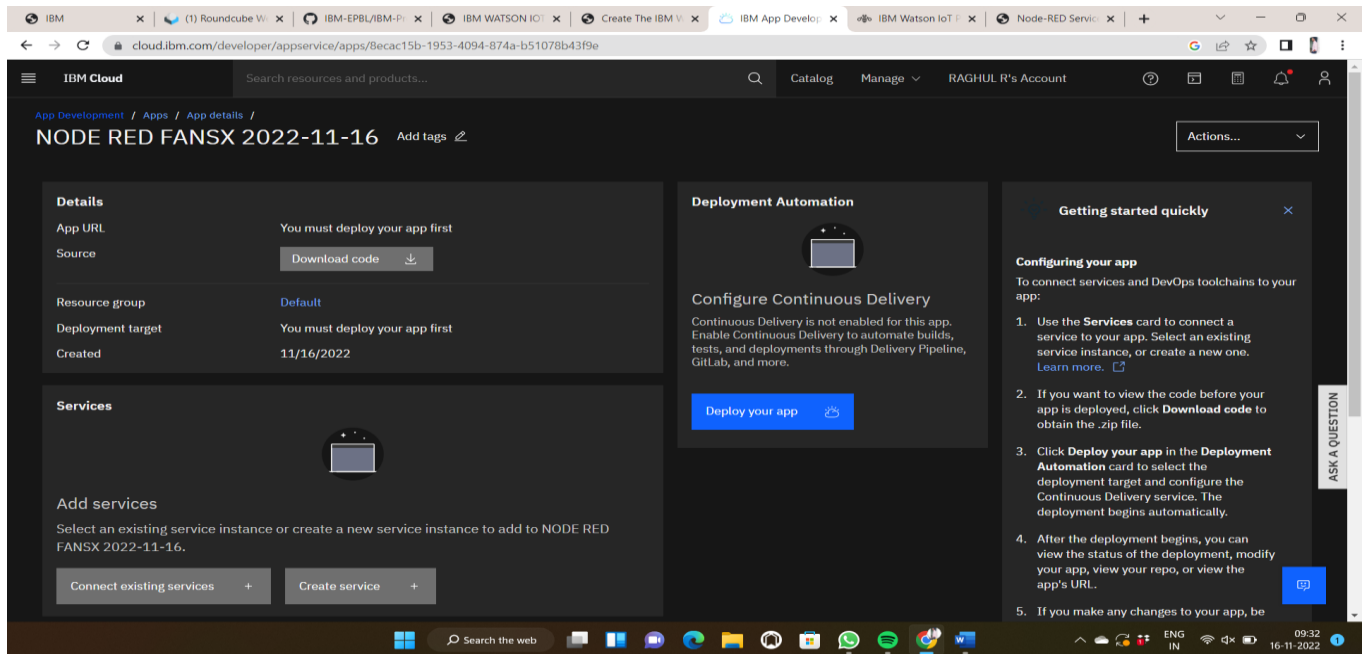 IBM
(1) Roundcube W
IBM-EPBL/IBM-Pr
IBM WATSON IOT
Create The IBM W
IBM App Develop
IBM Watson IoT P
Node-RED Servic
cloud.ibm.com/developer/appservice/apps/8ecac15b-1953-4094-874a-b51078b43f9e
IBM Cloud
Search resources and products...
Catalog
Manage
RAGHUL R's Account
App Development / Apps / App details /
NODE RED FANSX 2022-11-16
Add tags
Actions...
Details
App URL
You must deploy your app first
Source
Download code
Resource group
Default
Deployment target
You must deploy your app first
Created
11/16/2022
Services
Add services
Select an existing service instance or create a new service instance to add to NODE RED
FANSX 2022-11-16.
Connect existing services +
Create service +
Deployment Automation
Configure Continuous Delivery
Continuous Delivery is not enabled for this app.
Enable Continuous Delivery to automate builds,
tests, and deployments through Delivery Pipeline,
GitLab, and more.
Deploy your app
Getting started quickly
Configuring your app
To connect services and DevOps toolchains to your
app:
1. Use the Services card to connect a
service to your app. Select an existing
service instance, or create a new one.
Learn more.
2. If you want to view the code before your
app is deployed, click Download code to
obtain the .zip file.
3. Click Deploy your app in the Deployment
Automation card to select the
deployment target and configure the
Continuous Delivery service. The
deployment begins automatically.
4. After the deployment begins, you can
view the status of the deployment, modify
your app, view your repo, or view the
app's URL.
5. If you make any changes to your app, be
ASK A QUESTION
Search the web
ENG
IN
09:32
16-11-2022
1